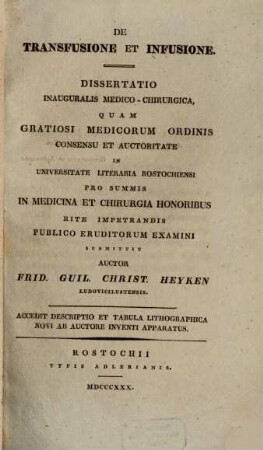 DE
TRANSFUSIONE ET INFUSIONE.
DISSERTATIO
INAUGURALIS MEDICO-CHIRURGICA,
QUAM
GRATIOSI MEDICORUM ORDINIS
CONSENSU ET AUCTORITATE
IN
UNIVERSITATE LITERARIA ROSTOCHIENSI
PRO SUMMIS
IN MEDICINA ET CHIRURGIA HONORIBUS
RITE IMPETRANDIS
PUBLICO ERUDITORUM EXAMINI
SUBMITTIT
AUCTOR
FRID. GUIL. CHRIST. HEYKEN
LUDOVICILUSTENSIS.
ACCEDIT DESCRIPTIO ET TABULA LITHOGRAPHICA
NOVI AB AUCTORE INVENTI APPARATUS.
ROSTOCHII
TYPIS ADLERIANIS.
MDCCCXXX.